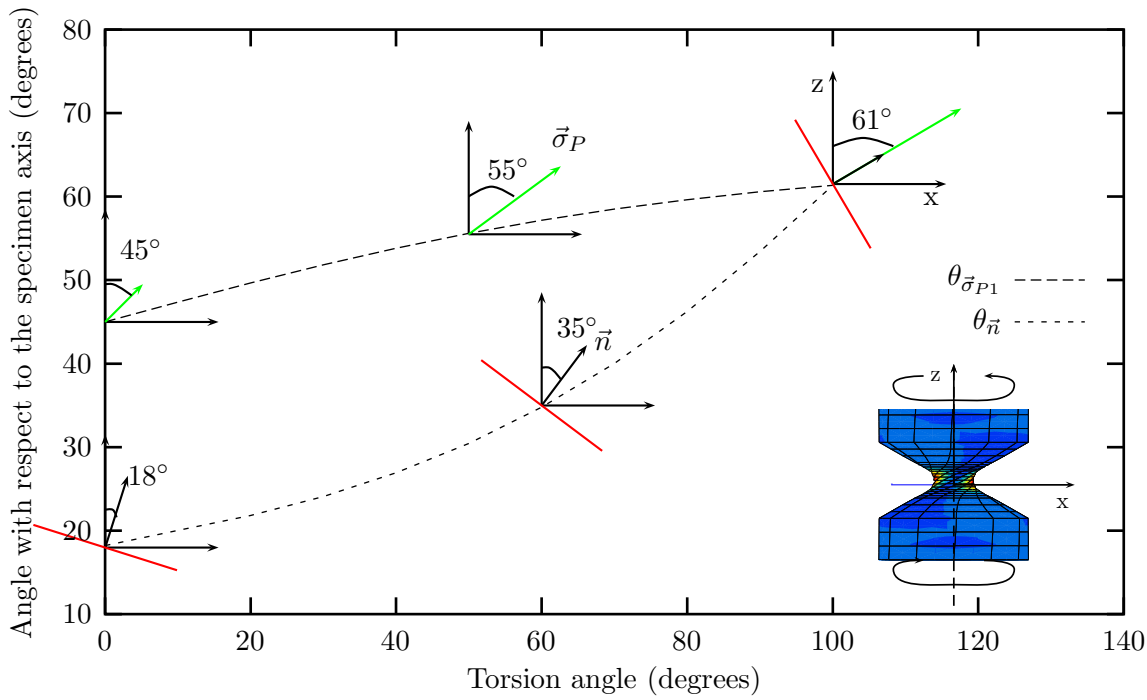 Angle with respect to the specimen axis (degrees)
80
70
60
50
40
30
20
10
0
20
40
60
80
100
120
140
Torsion angle (degrees)
45°
18°
55°
σ⃗_P
35°
n⃗
z
61°
x
θ_σ⃗_P1
θ_n⃗
z
x